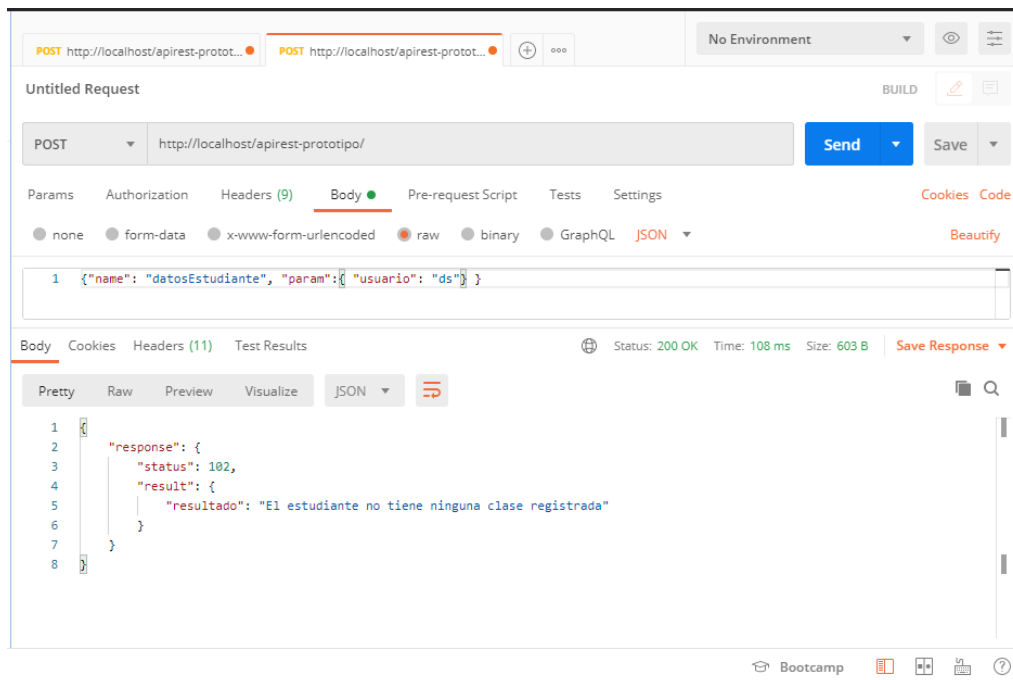 POST http://localhost/apirest-protot... POST http://localhost/apirest-protot... No Environment
Untitled Request BUILD
POST http://localhost/apirest-prototipo/ Send Save
Params Authorization Headers (9) Body Pre-request Script Tests Settings Cookies Code
none form-data x-www-form-urlencoded raw binary GraphQL JSON Beautify
1 {"name": "datosEstudiante", "param":{ "usuario": "ds"} }
Body Cookies Headers (11) Test Results Status: 200 OK Time: 108 ms Size: 603 B Save Response
Pretty Raw Preview Visualize JSON
1 {
2 "response": {
3 "status": 102,
4 "result": {
5 "resultado": "El estudiante no tiene ninguna clase registrada"
6 }
7 }
8 }
Bootcamp